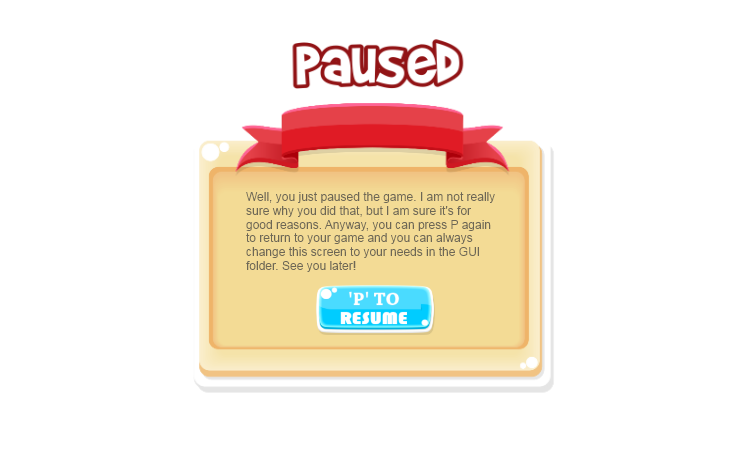 PAUSED
Well, you just paused the game. I am not really
sure why you did that, but I am sure it's for
good reasons. Anyway, you can press P again
to return to your game and you can always
change this screen to your needs in the GUI
folder. See you later!
'P' TO
RESUME